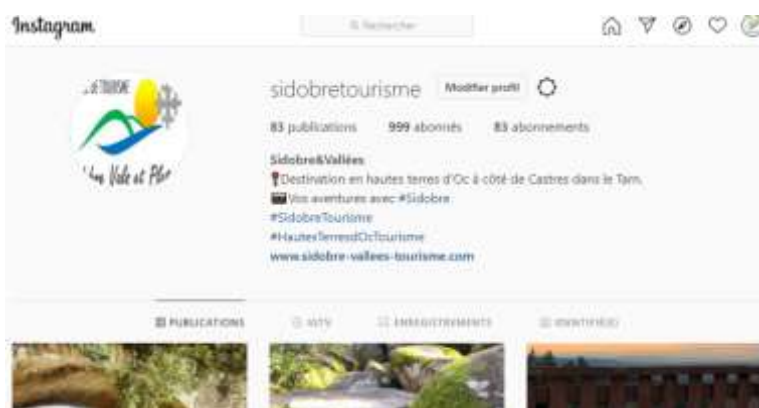 Instagram
Rechercher
DE TOURISME
sidobretourisme Modifier profil
83 publications 999 abonnés 83 abonnements
Sidobre&Vallées
Destination en hautes terres d'Oc à côté de Castres dans le Tarn.
Vos aventures avec #Sidobre
#SidobreTourisme
#HautesTerresdOcTourisme
www.sidobre-vallees-tourisme.com
PUBLICATIONS IGTV ENREGISTREMENTS IDENTIFIÉ(E)